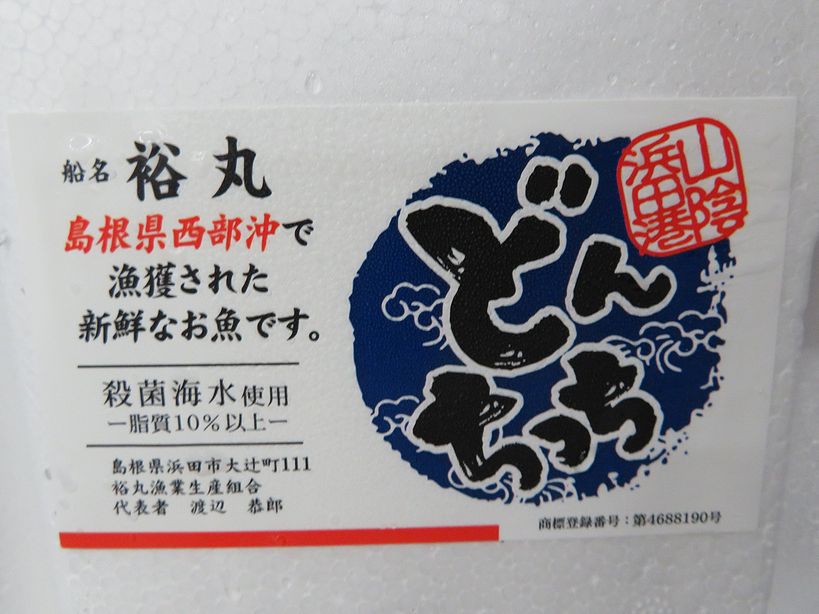 船名 裕丸
島根県西部沖で
漁獲された
新鮮なお魚です。
殺菌海水使用
ー脂質10%以上ー
島根県浜田市大辻町111
裕丸漁業生産組合
代表者 渡辺 恭郎
山陰
浜田港
どん
ちっち
商標登録番号:第4688190号